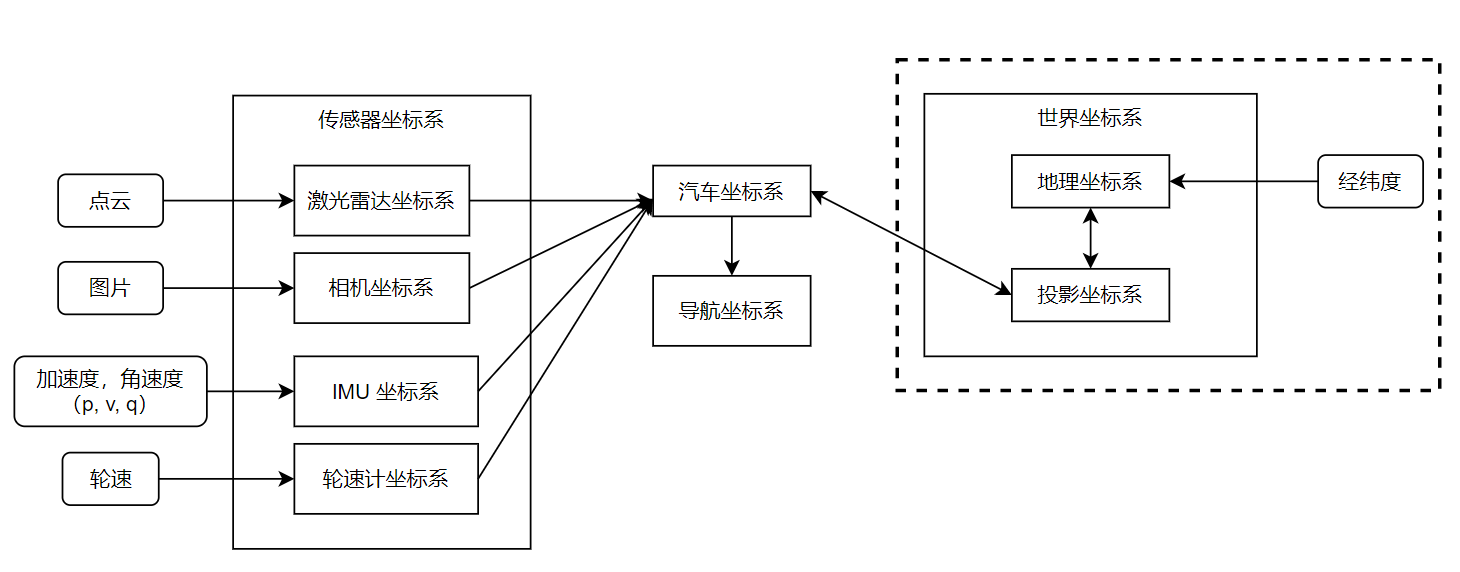 传感器坐标系
点云
激光雷达坐标系
图片
相机坐标系
加速度，角速度
（p, v, q）
IMU 坐标系
轮速
轮速计坐标系
汽车坐标系
导航坐标系
世界坐标系
地理坐标系
经纬度
投影坐标系